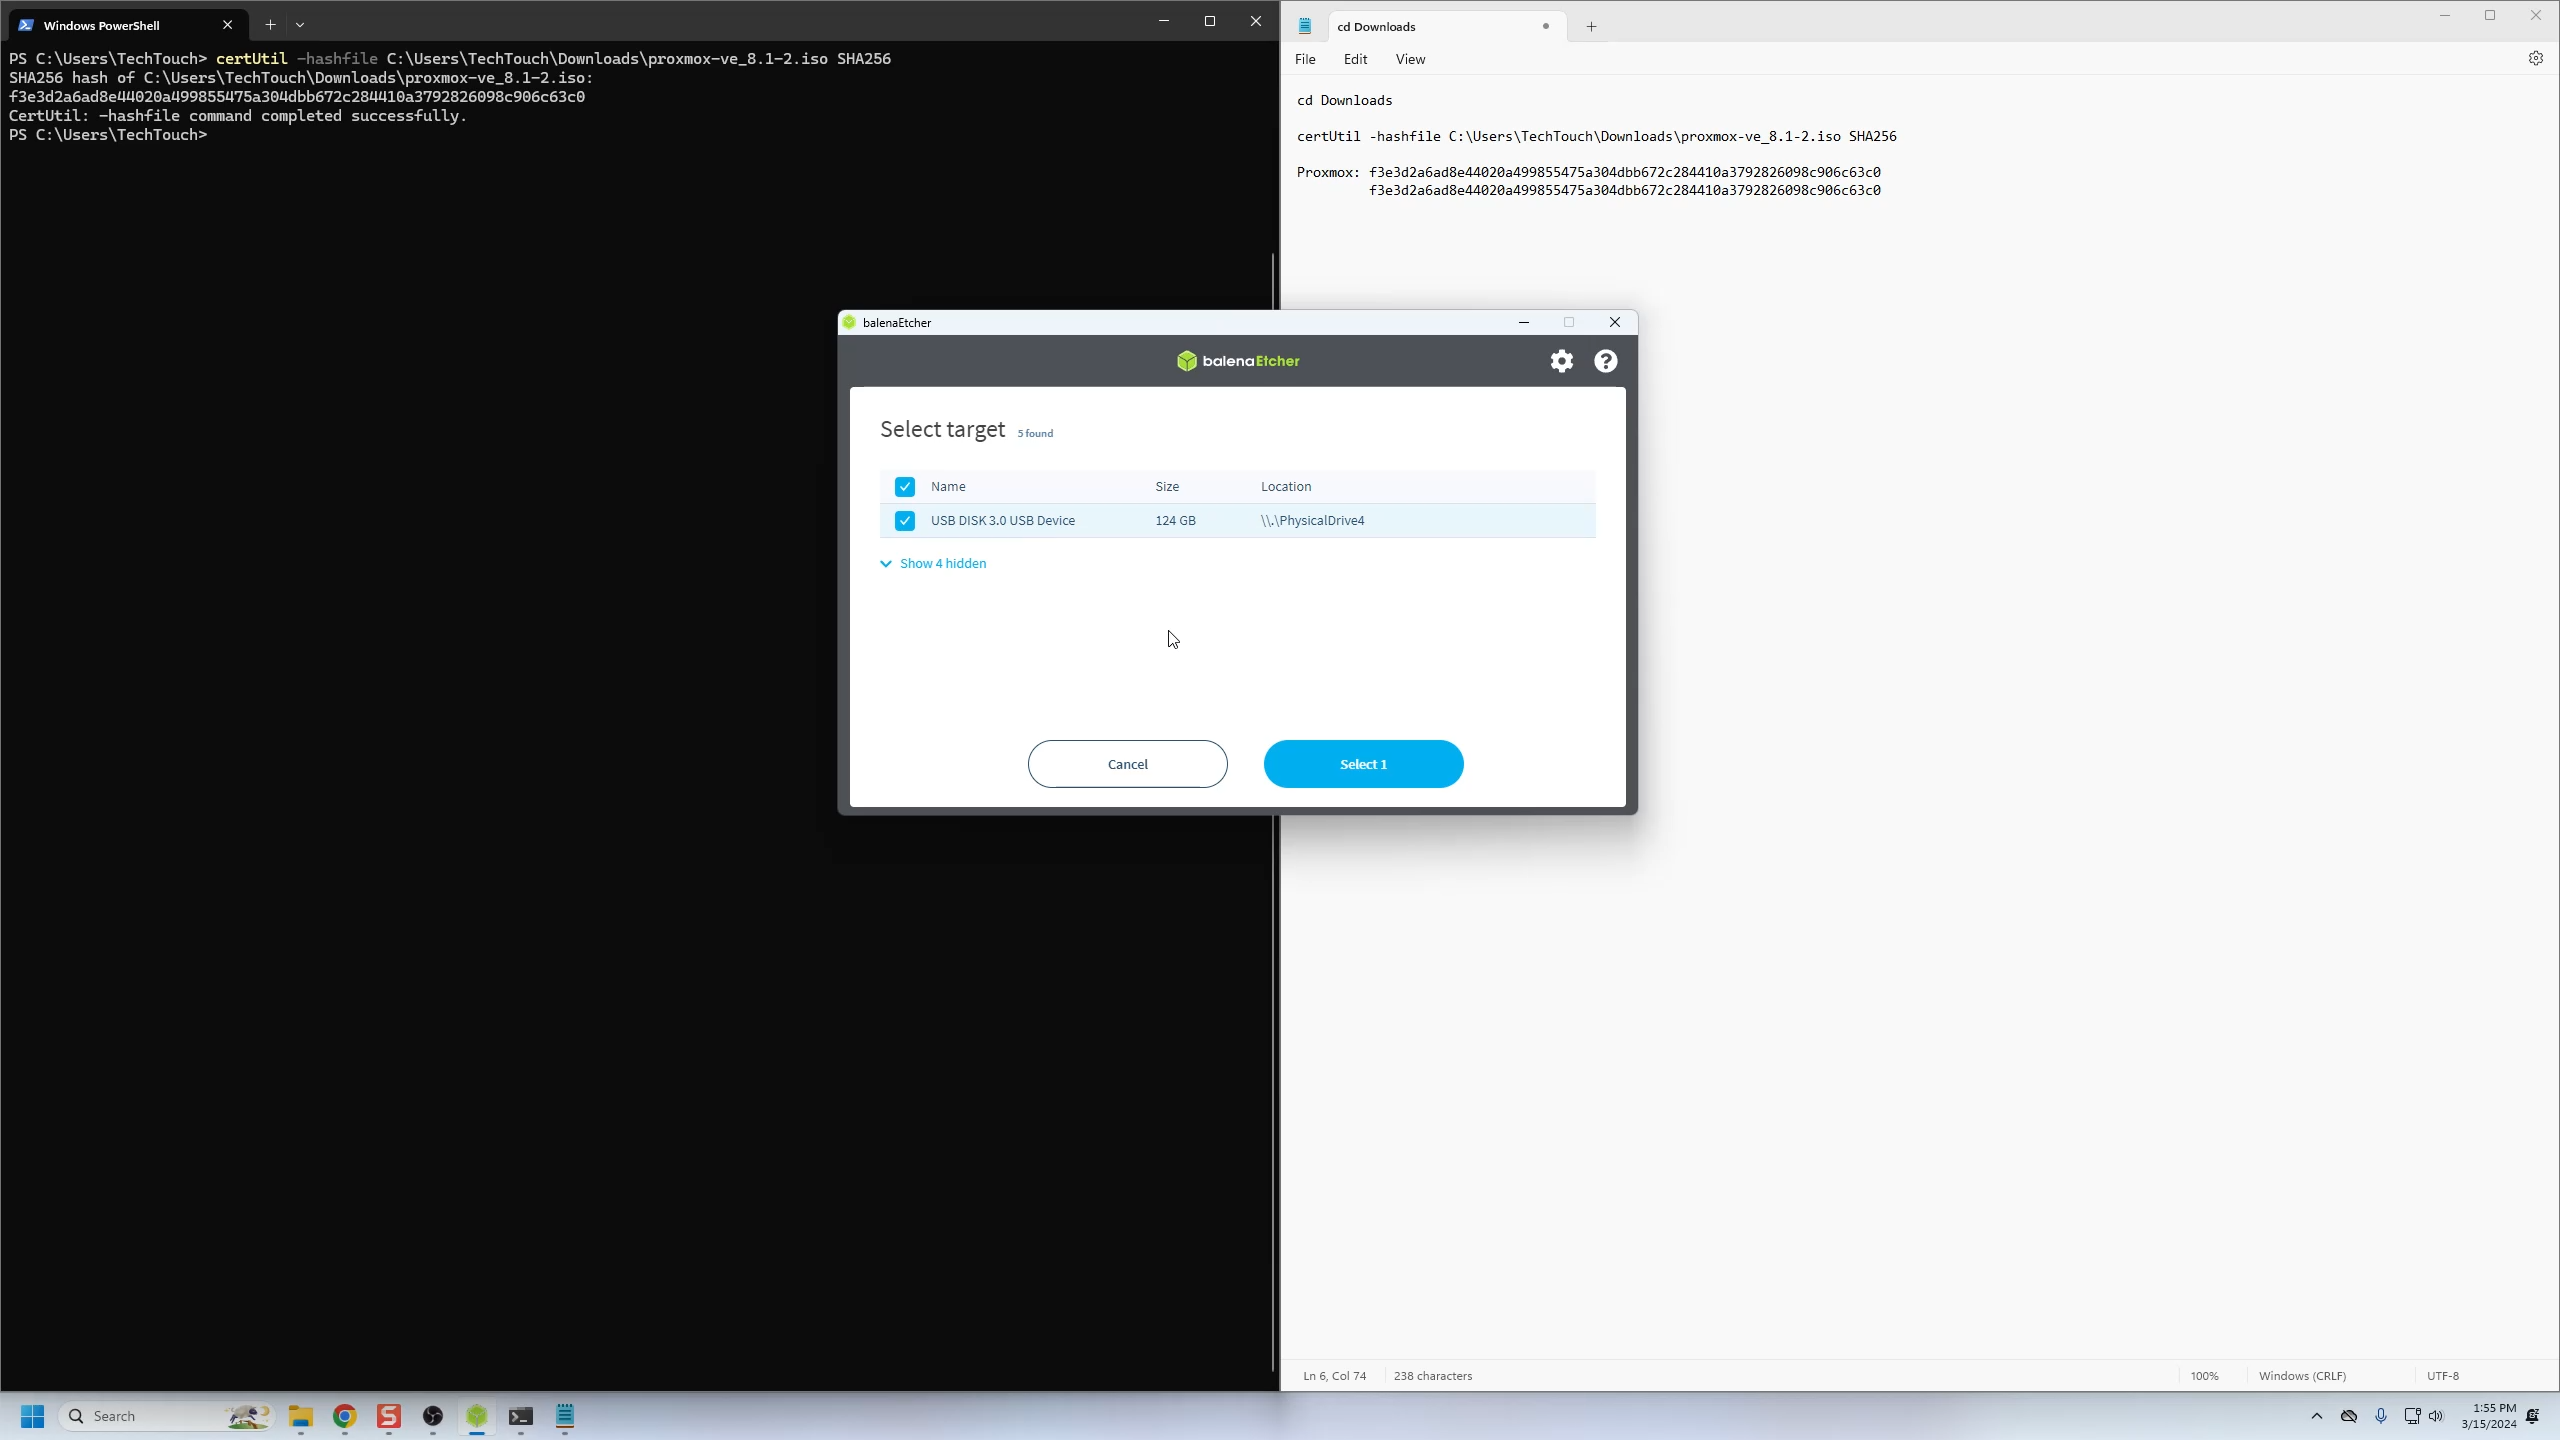 Windows PowerShell
PS C:\Users\TechTouch> certUtil -hashfile C:\Users\TechTouch\Downloads\proxmox-ve_8.1-2.iso SHA256
SHA256 hash of C:\Users\TechTouch\Downloads\proxmox-ve_8.1-2.iso:
f3e3d2a6ad8e44020a499855475a304dbb672c284410a3792826098c906c63c0
CertUtil: -hashfile command completed successfully.
PS C:\Users\TechTouch>
cd Downloads
File Edit View
cd Downloads
certUtil -hashfile C:\Users\TechTouch\Downloads\proxmox-ve_8.1-2.iso SHA256
Proxmox: f3e3d2a6ad8e44020a499855475a304dbb672c284410a3792826098c906c63c0
f3e3d2a6ad8e44020a499855475a304dbb672c284410a3792826098c906c63c0
balenaEtcher
balenaEtcher
Select target 5 found
Name Size Location
USB DISK 3.0 USB Device 124 GB \\.\PhysicalDrive4
Show 4 hidden
Cancel Select 1
Ln 6, Col 74 238 characters 100% Windows (CRLF) UTF-8
Search
1:55 PM
3/15/2024